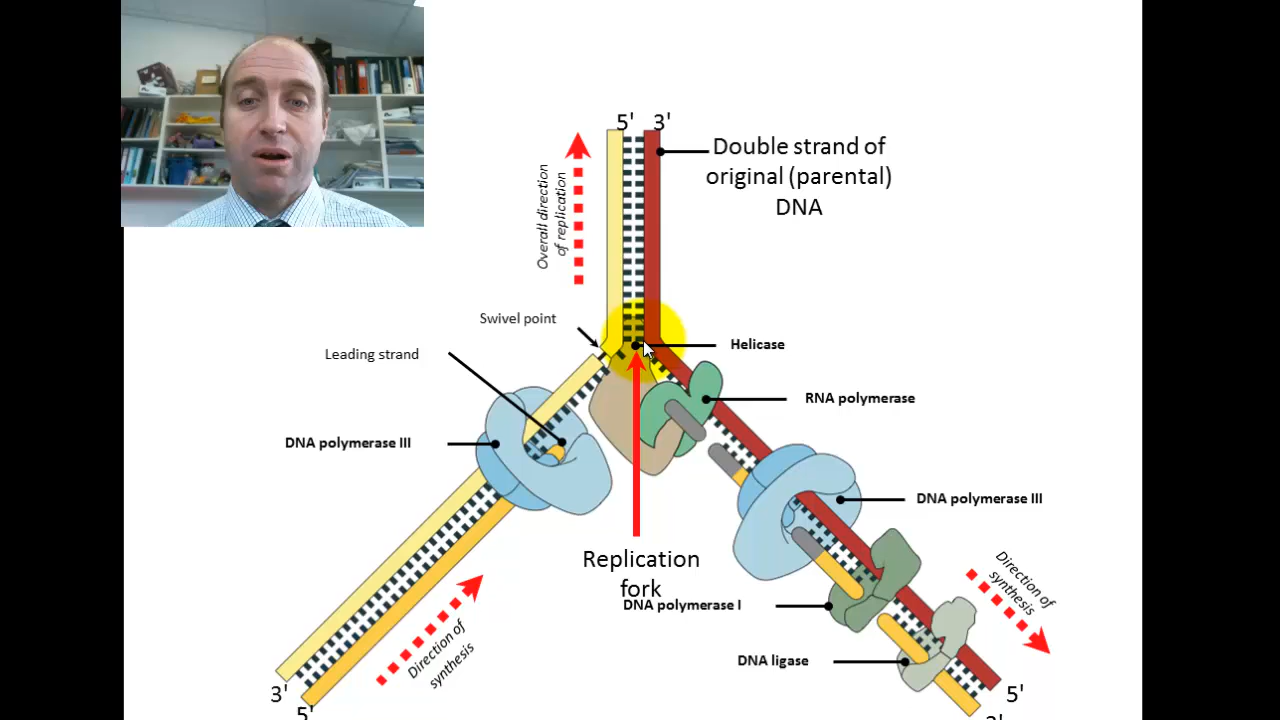 5' 3'
Double strand of
original (parental)
DNA
Overall direction
of replication
Swivel point
Leading strand
Helicase
RNA polymerase
DNA polymerase III
DNA polymerase III
Replication
fork
DNA polymerase I
DNA ligase
Direction of
synthesis
Direction of
synthesis
3'
5'
5'
3'